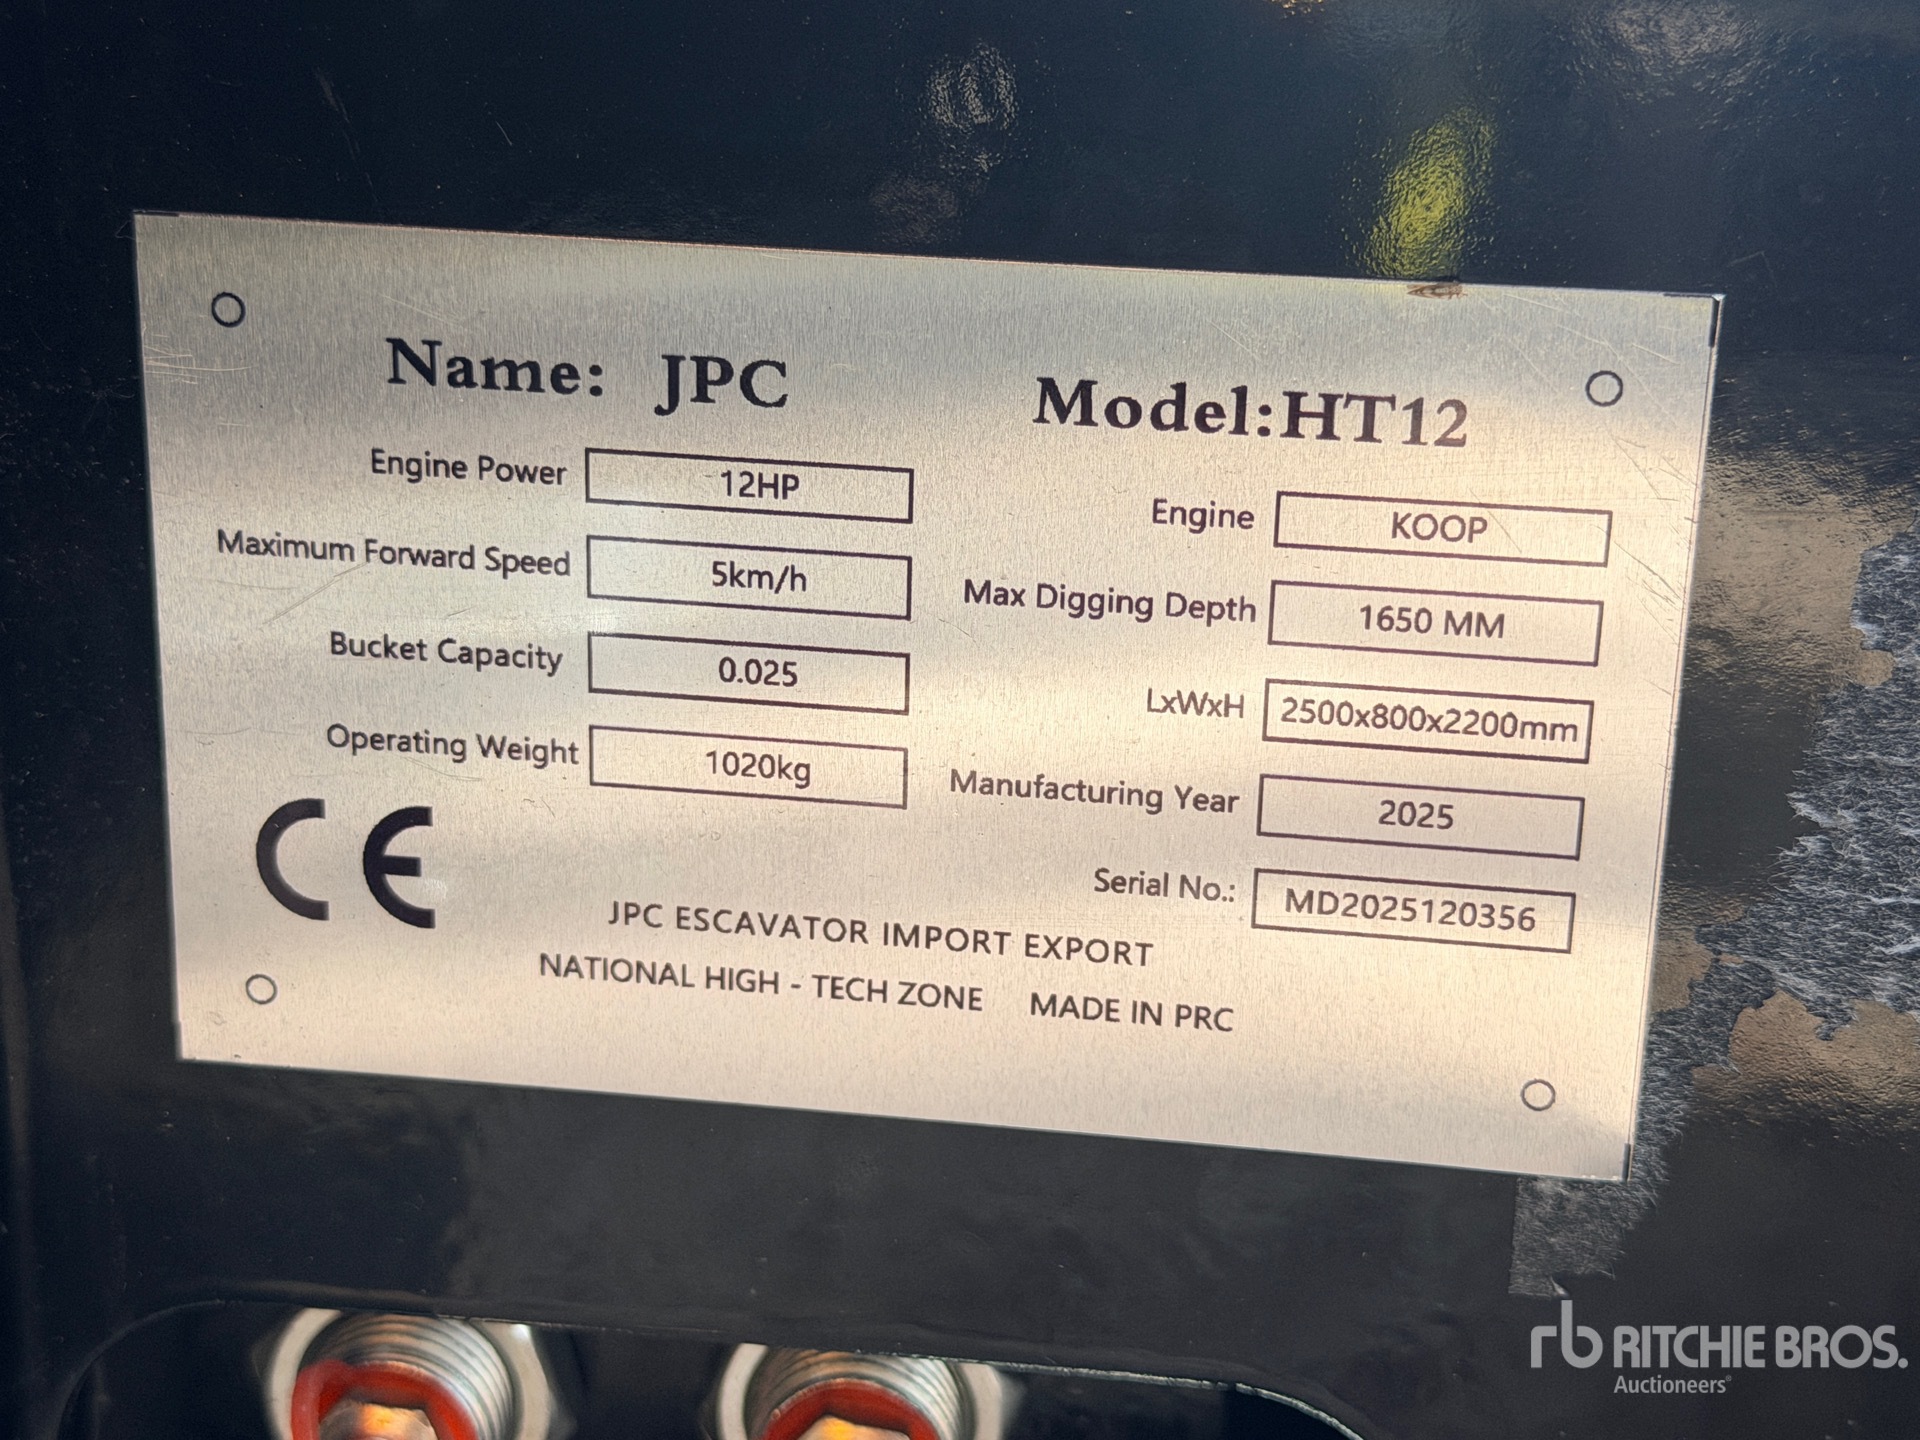 Name: JPC
Model:HT12
Engine Power 12HP
Engine KOOP
Maximum Forward Speed 5km/h
Max Digging Depth 1650 MM
Bucket Capacity 0.025
LxWxH 2500x800x2200mm
Operating Weight 1020kg
Manufacturing Year 2025
Serial No.: MD2025120356
CE
JPC ESCAVATOR IMPORT EXPORT
NATIONAL HIGH - TECH ZONE MADE IN PRC
rb RITCHIE BROS.
Auctioneers®